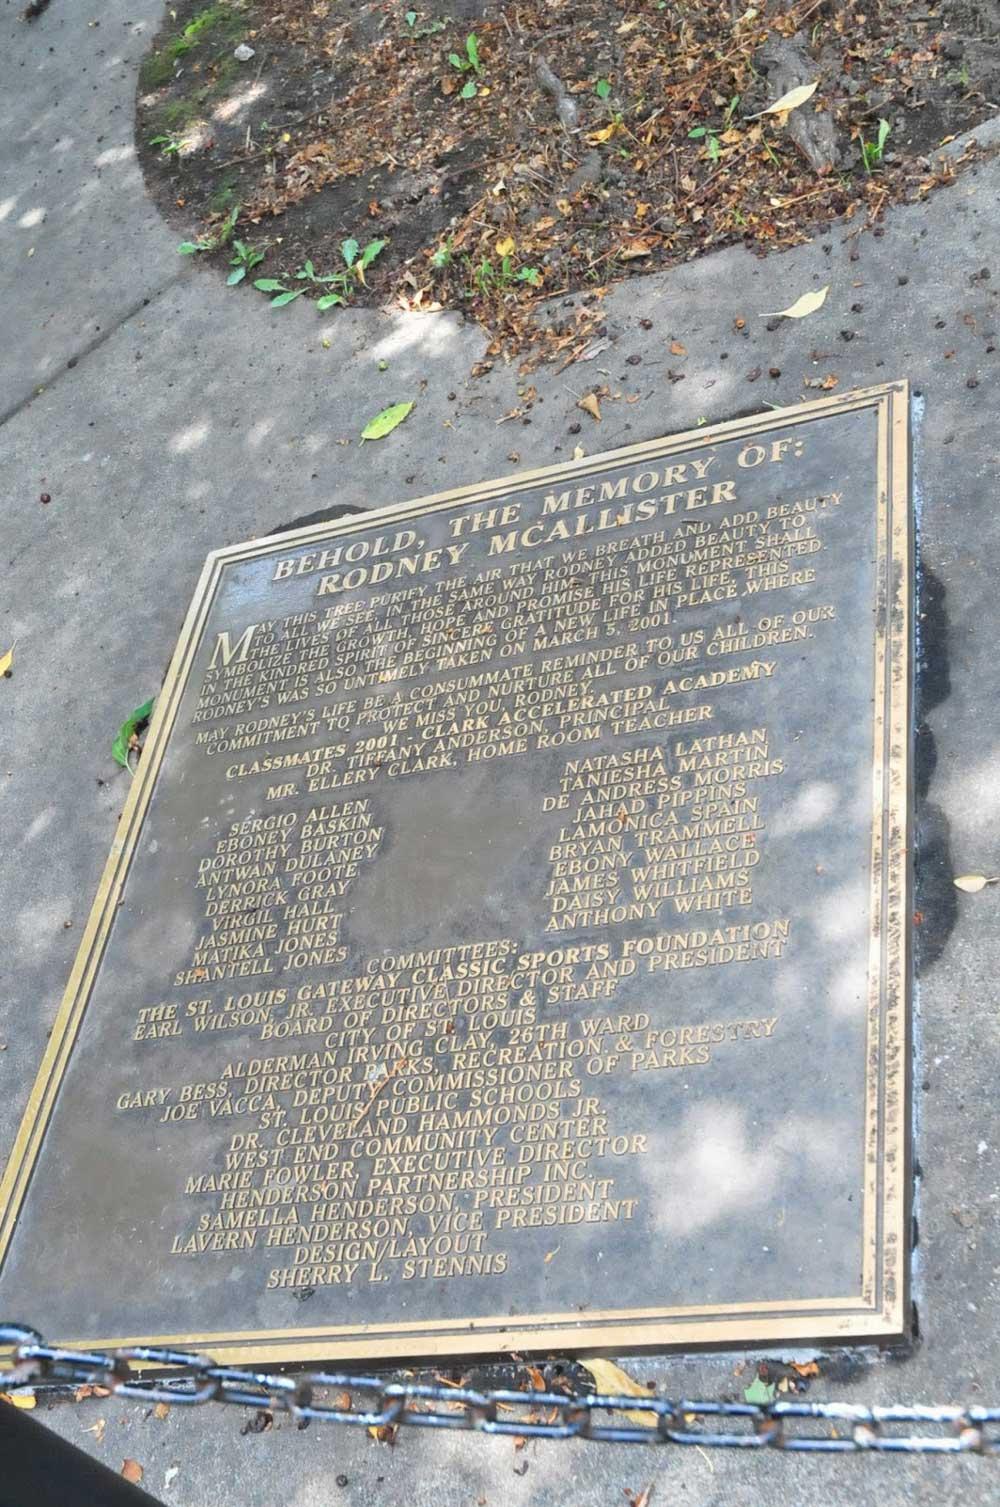 BEHOLD, THE MEMORY OF:
RODNEY MCALLISTER
MAY THIS TREE PURIFY THE AIR THAT WE BREATH AND ADD BEAUTY
TO ALL WE SEE, IN THE SAME WAY RODNEY ADDED BEAUTY TO
THE LIVES OF ALL THOSE AROUND HIM. THIS MONUMENT SHALL
SYMBOLIZE THE GROWTH, HOPE AND PROMISE HIS LIFE REPRESENTED.
IN THE KINDRED SPIRIT OF SINCERE GRATITUDE FOR HIS LIFE, THIS
MONUMENT IS ALSO THE BEGINNING OF A NEW LIFE IN PLACE WHERE
RODNEY'S WAS SO UNTIMELY TAKEN ON MARCH 5, 2001.
MAY RODNEY'S LIFE BE A CONSUMMATE REMINDER TO US ALL OF OUR
COMMITMENT TO PROTECT AND NURTURE ALL OF OUR CHILDREN.
WE MISS YOU, RODNEY.
CLASSMATES 2001 - CLARK ACCELERATED ACADEMY
DR. TIFFANY ANDERSON, PRINCIPAL
MR. ELLERY CLARK, HOME ROOM TEACHER
SERGIO ALLEN
EBONEY BASKIN
DOROTHY BURTON
ANTWAN DULANEY
LYNORA FOOTE
DERRICK GRAY
VIRGIL HALL
JASMINE HURT
MATIKA JONES
SHANTELL JONES
NATASHA LATHAN
TANIESHA MARTIN
DE ANDRESS MORRIS
JAHAD PIPPINS
LAMONICA SPAIN
BRYAN TRAMMELL
EBONY WALLACE
JAMES WHITFIELD
DAISY WILLIAMS
ANTHONY WHITE
COMMITTEES:
THE ST. LOUIS GATEWAY CLASSIC SPORTS FOUNDATION
EARL WILSON, JR. EXECUTIVE DIRECTOR AND PRESIDENT
BOARD OF DIRECTORS & STAFF
CITY OF ST. LOUIS
ALDERMAN IRVING CLAY, 26TH WARD
GARY BESS, DIRECTOR PARKS, RECREATION, & FORESTRY
JOE VACCA, DEPUTY COMMISSIONER OF PARKS
ST. LOUIS PUBLIC SCHOOLS
DR. CLEVELAND HAMMONDS JR.
WEST END COMMUNITY CENTER
MARIE FOWLER, EXECUTIVE DIRECTOR
HENDERSON PARTNERSHIP INC.
SAMELLA HENDERSON, PRESIDENT
LAVERN HENDERSON, VICE PRESIDENT
DESIGN/LAYOUT
SHERRY L. STENNIS